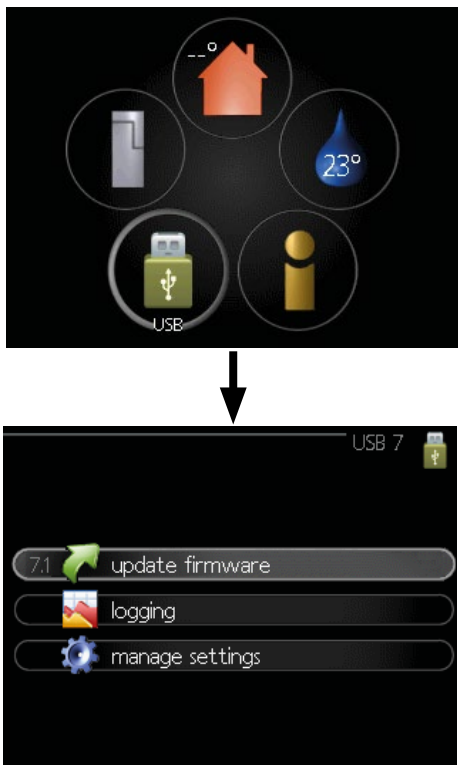 --°
23°
USB
USB 7
7.1 update firmware
logging
manage settings